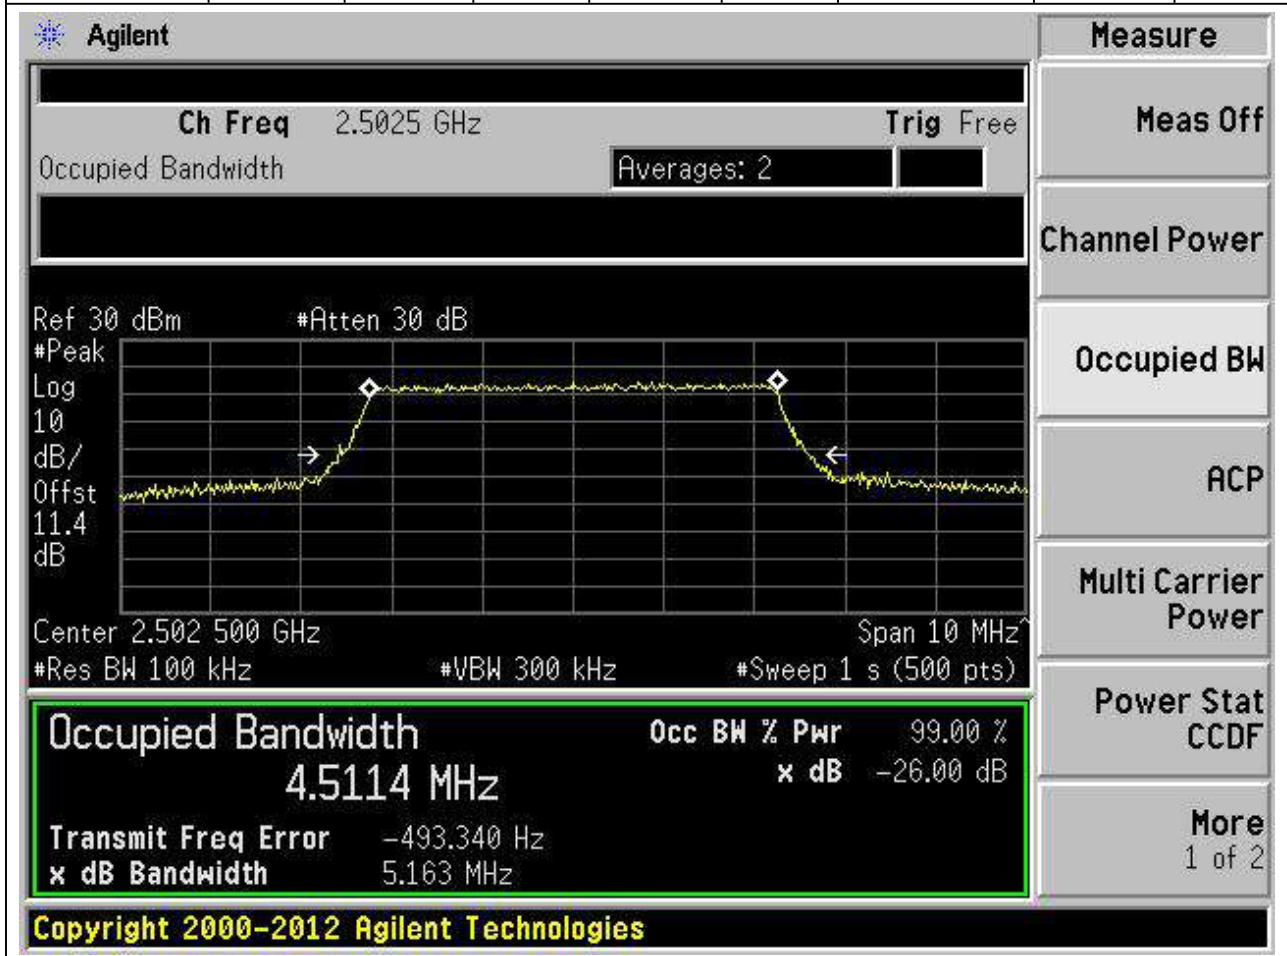 Agilent
Measure
Ch Freq 2.5025 GHz Trig Free
Meas Off
Occupied Bandwidth Averages: 2
Channel Power
Ref 30 dBm #Atten 30 dB
#Peak
Log
10
dB/
Offst
11.4
dB
Occupied BW
ACP
Center 2.502 500 GHz Span 10 MHz^
#Res BW 100 kHz #VBW 300 kHz #Sweep 1 s (500 pts)
Multi Carrier
Power
Occupied Bandwidth Occ BW % Pwr 99.00 %
4.5114 MHz x dB -26.00 dB
Power Stat
CCDF
Transmit Freq Error -493.340 Hz
x dB Bandwidth 5.163 MHz
More
1 of 2
Copyright 2000-2012 Agilent Technologies